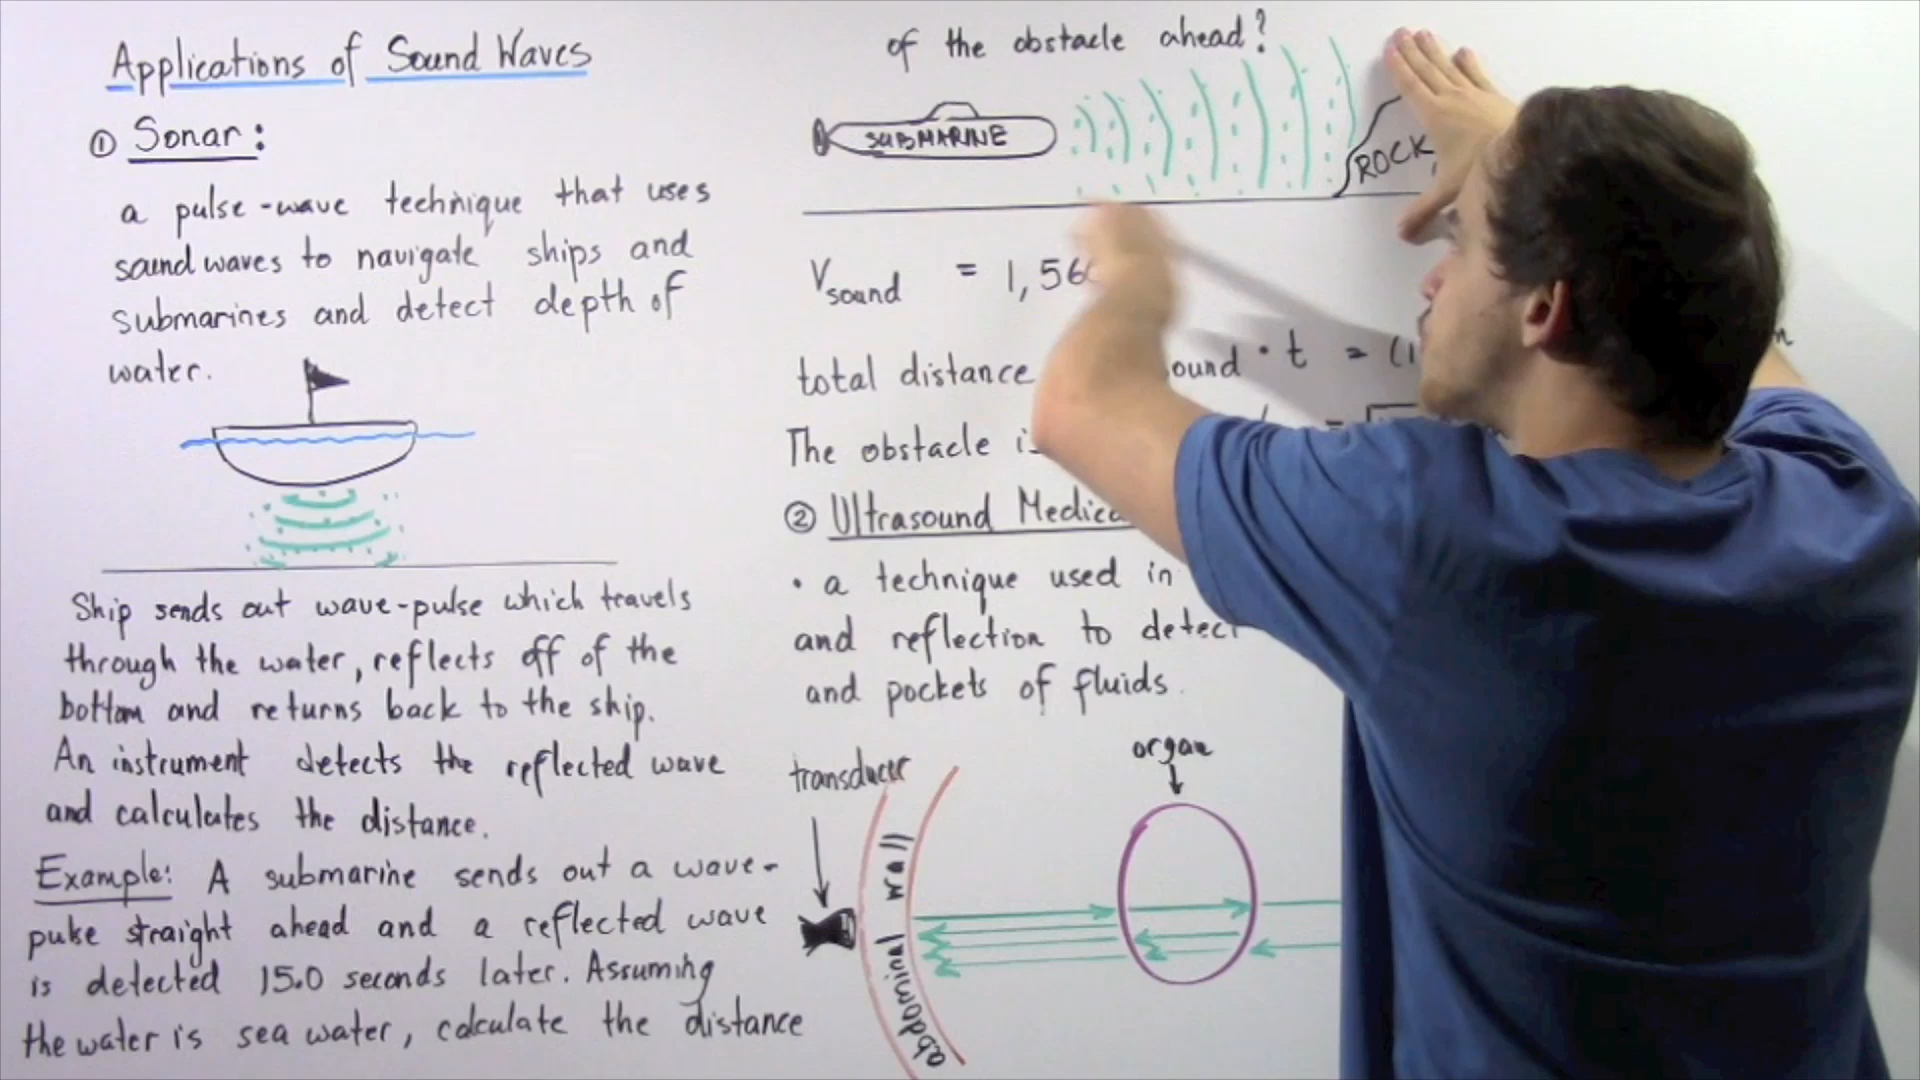 Applications of Sound Waves
① Sonar:
a pulse-wave technique that uses
sound waves to navigate ships and
submarines and detect depth of
water.
Ship sends out wave-pulse which travels
through the water, reflects off of the
bottom and returns back to the ship.
An instrument detects the reflected wave
and calculates the distance.
Example: A submarine sends out a wave-
pulse straight ahead and a reflected wave
is detected 15.0 seconds later. Assuming
the water is sea water, calculate the distance
of the obstacle ahead?
SUBMARINE
ROCK
Vsound = 1,56
total distance ound · t = (1
The obstacle is =
② Ultrasound Medica
· a technique used in
and reflection to detect
and pockets of fluids.
transducer
organ
abdominal wall